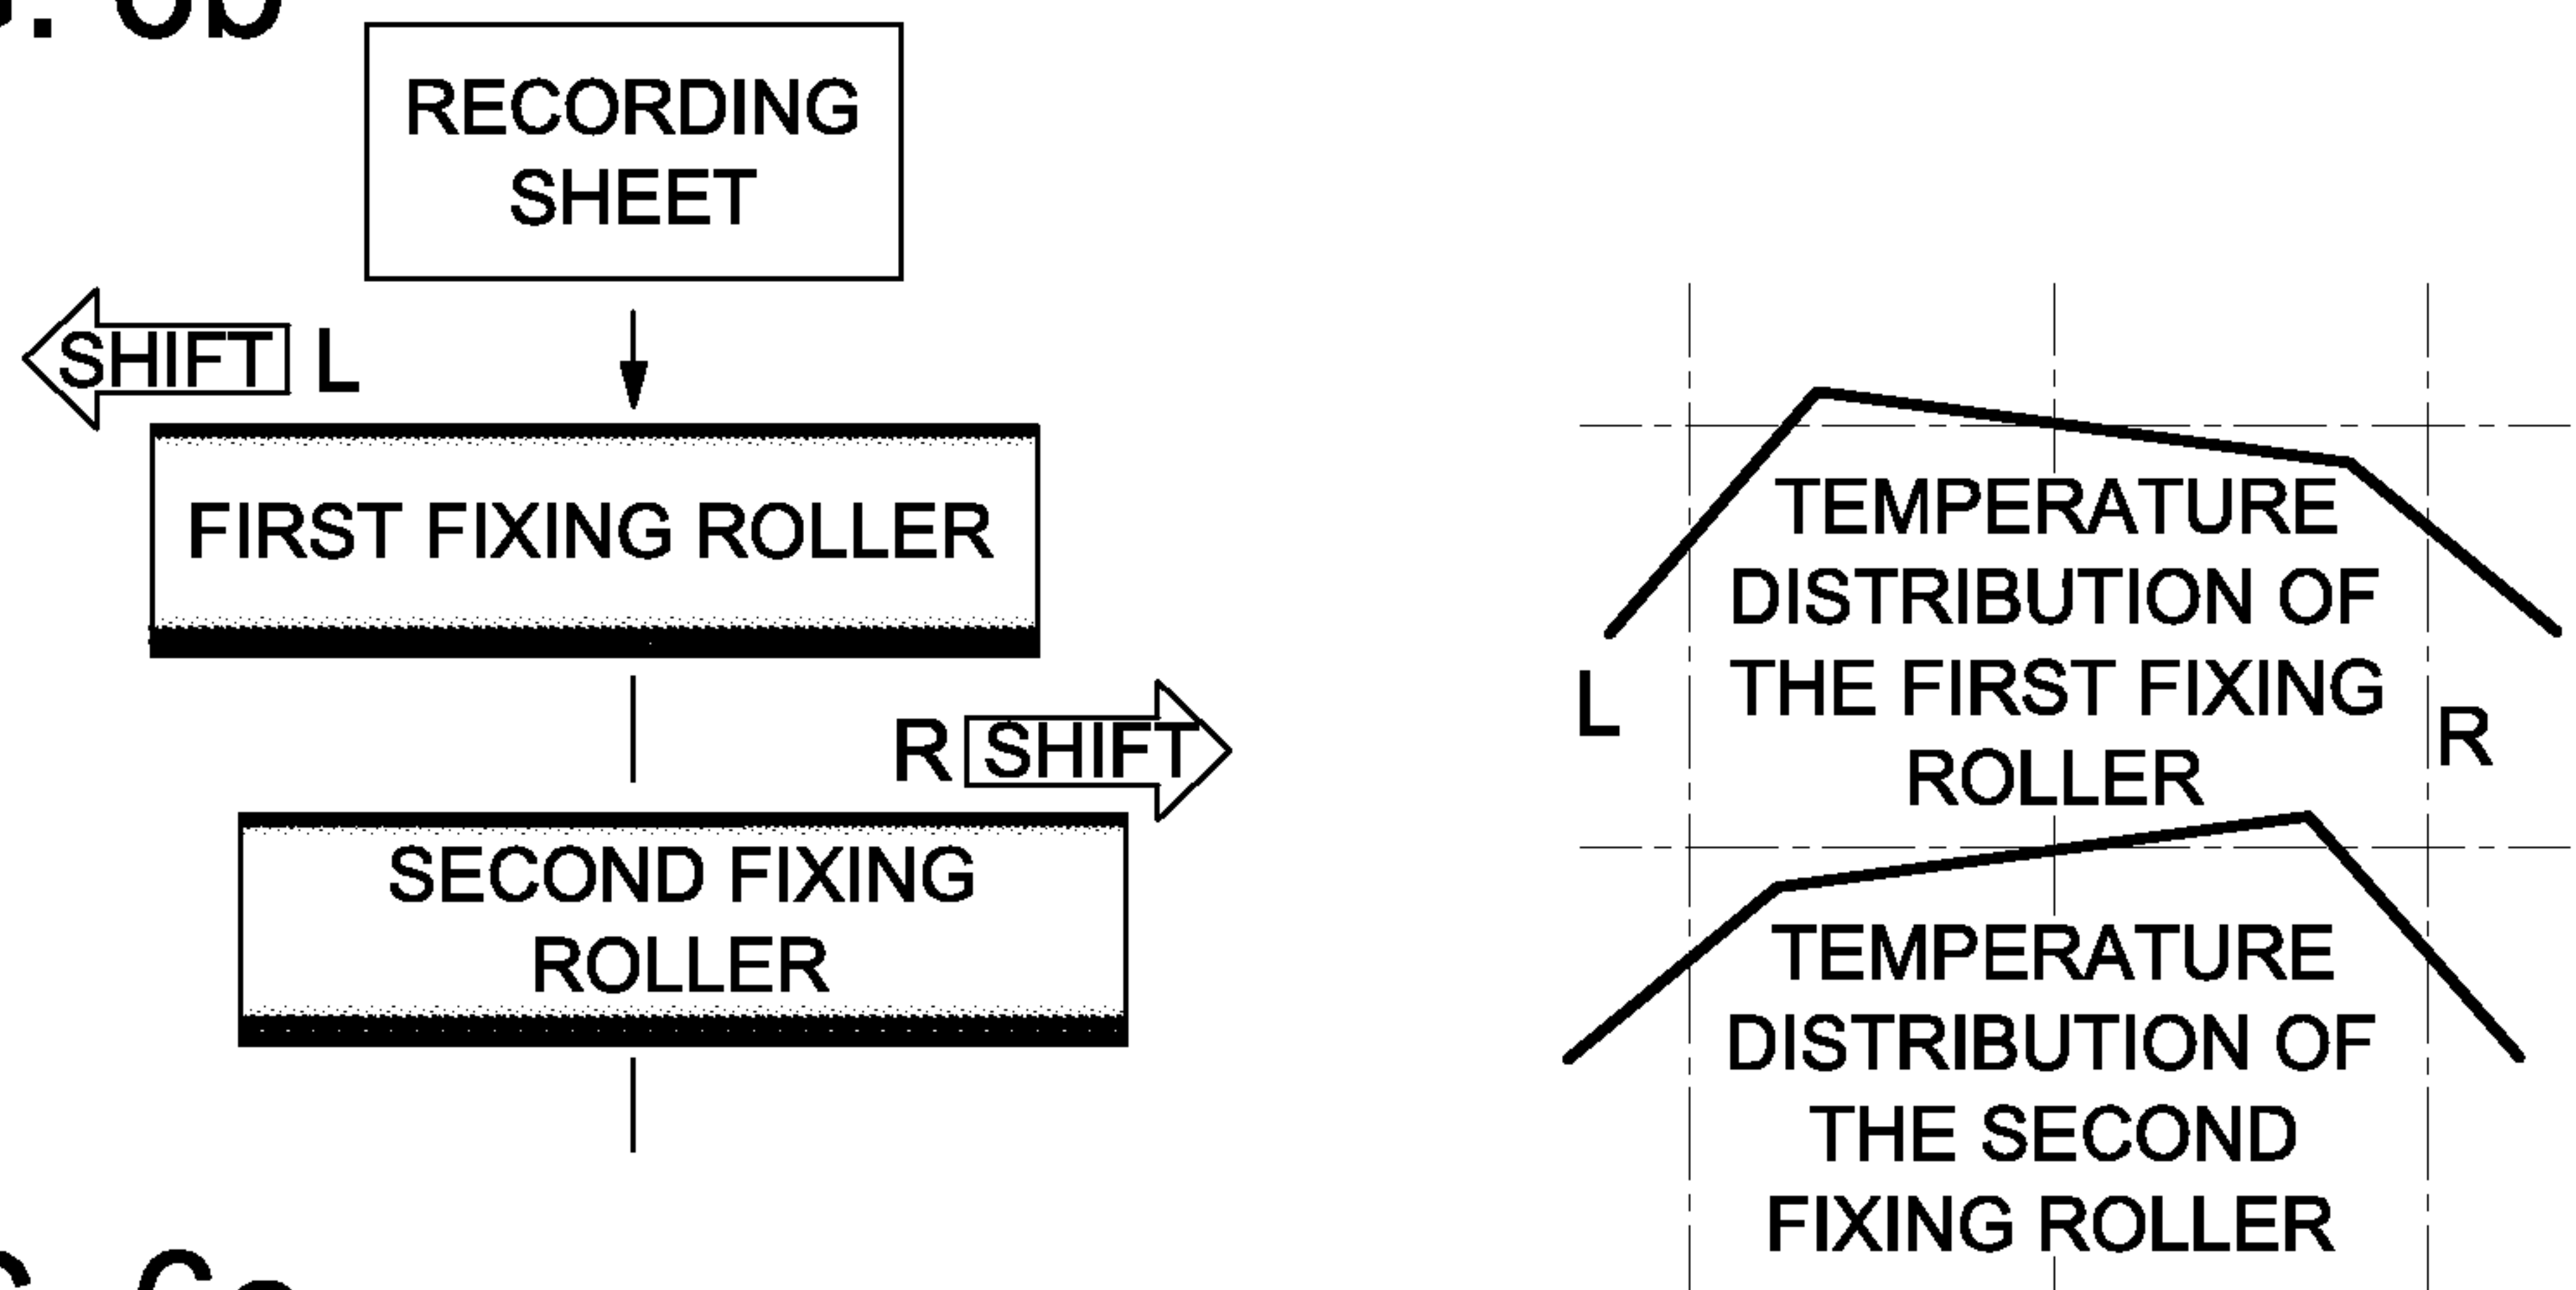 RECORDING
SHEET
SHIFT L
FIRST FIXING ROLLER
R SHIFT
SECOND FIXING
ROLLER
TEMPERATURE
DISTRIBUTION OF
THE FIRST FIXING
ROLLER
L
R
TEMPERATURE
DISTRIBUTION OF
THE SECOND
FIXING ROLLER